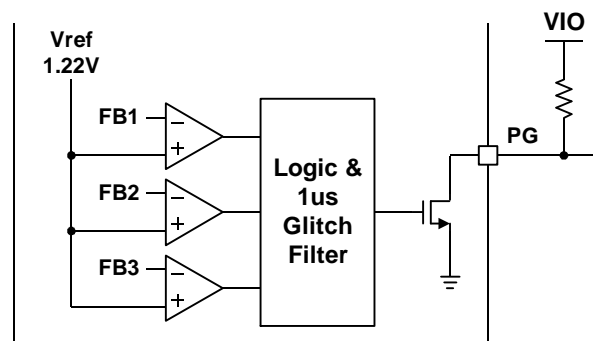 Vref
1.22V
VIO
FB1
PG
Logic &
1us
Glitch
Filter
FB2
FB3